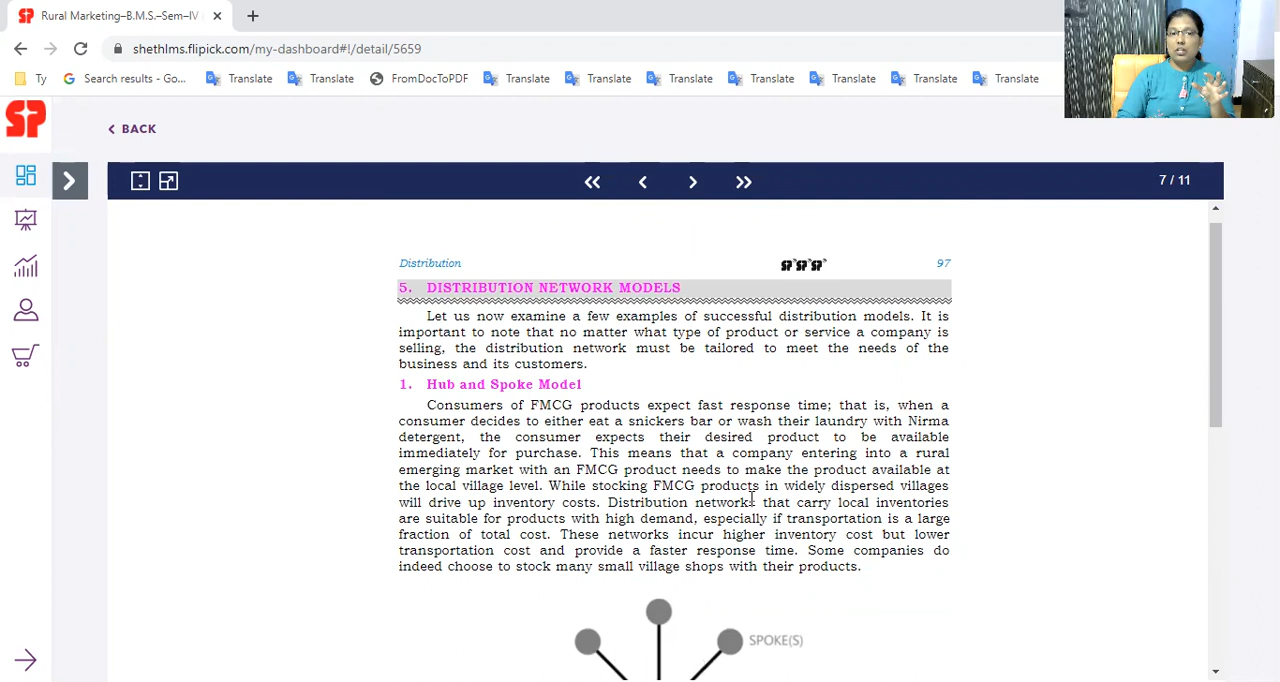 Rural Marketing–B.M.S.–Sem–IV
shethlms.flipick.com/my-dashboard#!/detail/5659
Ty
Search results - Go...
Translate
Translate
FromDocToPDF
Translate
Translate
Translate
Translate
Translate
Translate
Translate
SP
BACK
7 / 11
Distribution
97
5. DISTRIBUTION NETWORK MODELS
Let us now examine a few examples of successful distribution models. It is
important to note that no matter what type of product or service a company is
selling, the distribution network must be tailored to meet the needs of the
business and its customers.
1. Hub and Spoke Model
Consumers of FMCG products expect fast response time; that is, when a
consumer decides to either eat a snickers bar or wash their laundry with Nirma
detergent, the consumer expects their desired product to be available
immediately for purchase. This means that a company entering into a rural
emerging market with an FMCG product needs to make the product available at
the local village level. While stocking FMCG products in widely dispersed villages
will drive up inventory costs. Distribution networks that carry local inventories
are suitable for products with high demand, especially if transportation is a large
fraction of total cost. These networks incur higher inventory cost but lower
transportation cost and provide a faster response time. Some companies do
indeed choose to stock many small village shops with their products.
SPOKE(S)